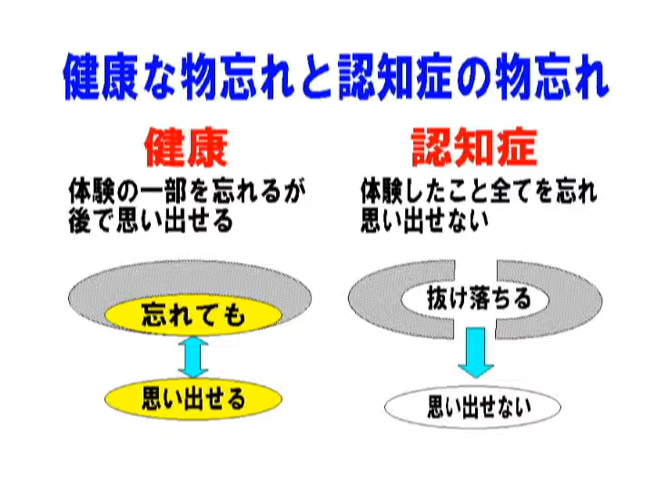 健康な物忘れと認知症の物忘れ
健康
体験の一部を忘れるが
後で思い出せる
忘れても
思い出せる
認知症
体験したこと全てを忘れ
思い出せない
抜け落ちる
思い出せない